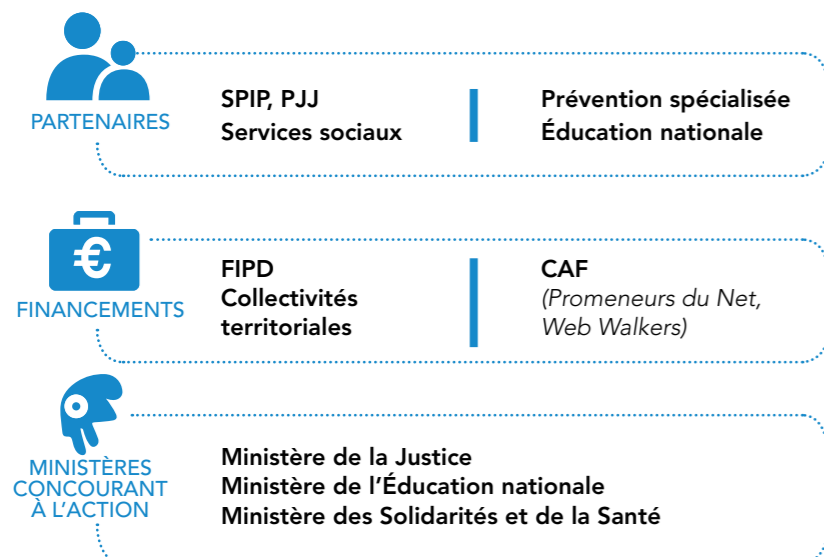 PARTENAIRES
SPIP, PJJ
Services sociaux
Prévention spécialisée
Éducation nationale
€
FINANCEMENTS
FIPD
Collectivités
territoriales
CAF
(Promeneurs du Net,
Web Walkers)
MINISTÈRES
CONCOURANT
À L'ACTION
Ministère de la Justice
Ministère de l'Éducation nationale
Ministère des Solidarités et de la Santé